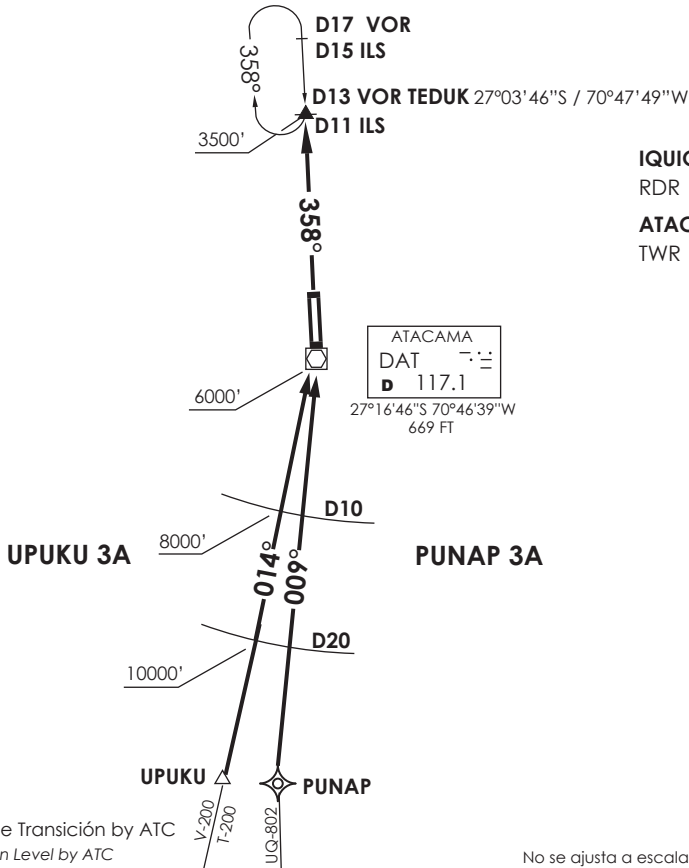 D17 VOR
D15 ILS
358°
D13 VOR TEDUK 27°03'46"S / 70°47'49"W
D11 ILS
3500'
RDR
TWR
358°
ATACAMA
DAT
D 117.1
27°16'46"S 70°46'39"W
669 FT
6000'
D10
8000'
UPUKU 3A
PUNAP 3A
014°
009°
D20
10000'
UPUKU
PUNAP
V-200
T-200
UQ-802
e Transición by ATC
n Level by ATC
No se ajusta a escala